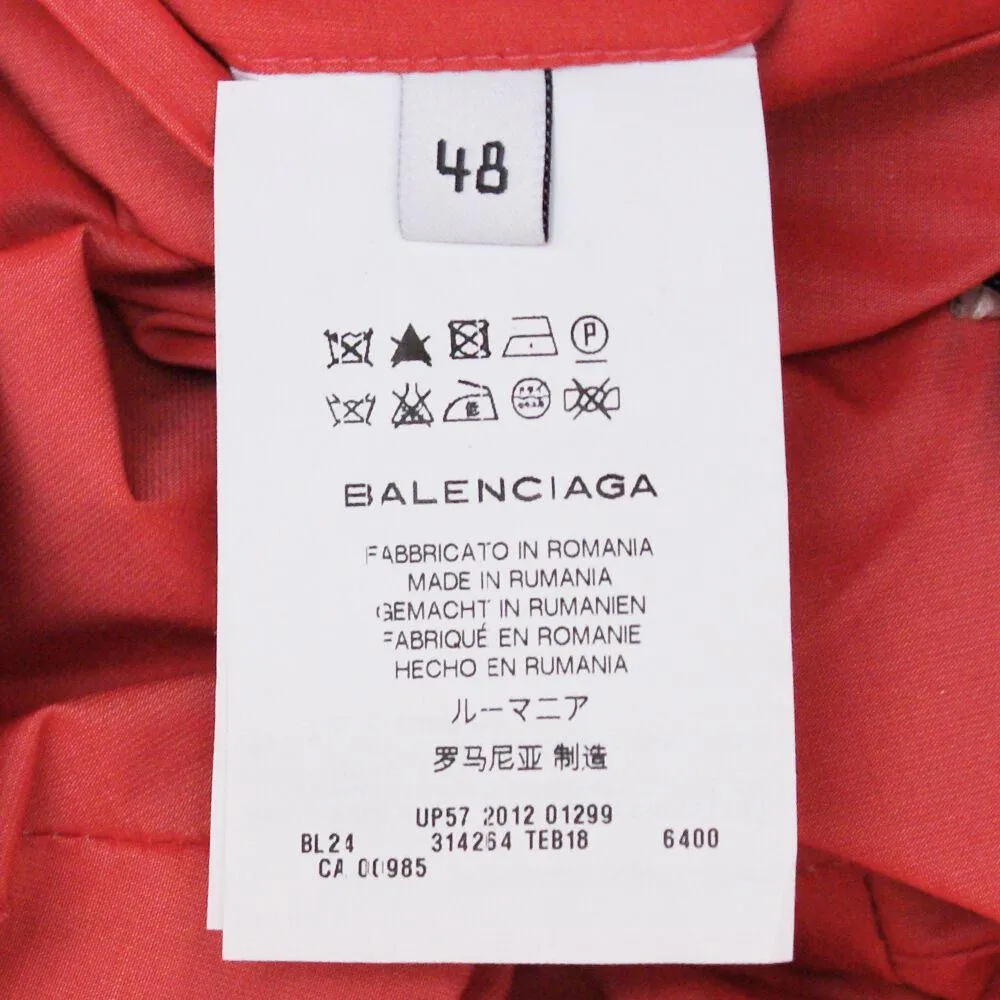 48
P
低
BALENCIAGA
FABBRICATO IN ROMANIA
MADE IN RUMANIA
GEMACHT IN RUMANIEN
FABRIQUÉ EN ROMANIE
HECHO EN RUMANIA
ルーマニア
罗马尼亚 制造
UP57 2012 01299
BL24 314264 TEB18 6400
CA 00985